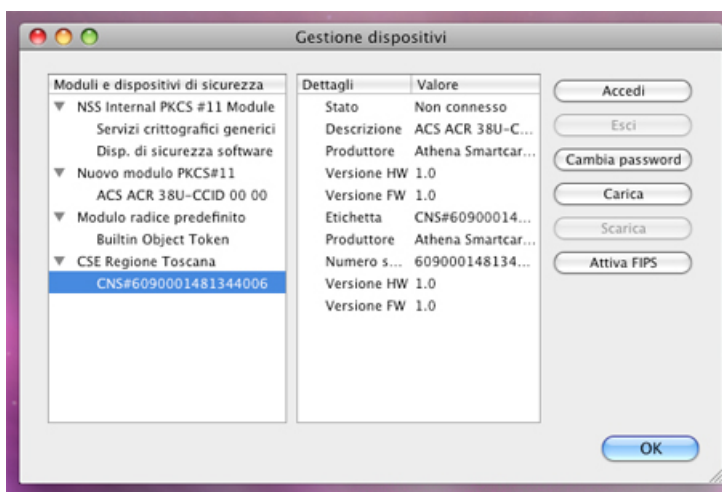 Gestione dispositivi
Moduli e dispositivi di sicurezza
NSS Internal PKCS #11 Module
Servizi crittografici generici
Disp. di sicurezza software
Nuovo modulo PKCS#11
ACS ACR 38U-CCID 00 00
Modulo radice predefinito
Builtin Object Token
CSE Regione Toscana
CNS#6090001481344006
Dettagli Valore
Stato Non connesso
Descrizione ACS ACR 38U-C...
Produttore Athena Smartcar...
Versione HW 1.0
Versione FW 1.0
Etichetta CNS#60900014...
Produttore Athena Smartcar...
Numero s...609000148134...
Versione HW 1.0
Versione FW 1.0
Accedi
Esci
Cambia password
Carica
Scarica
Attiva FIPS
OK